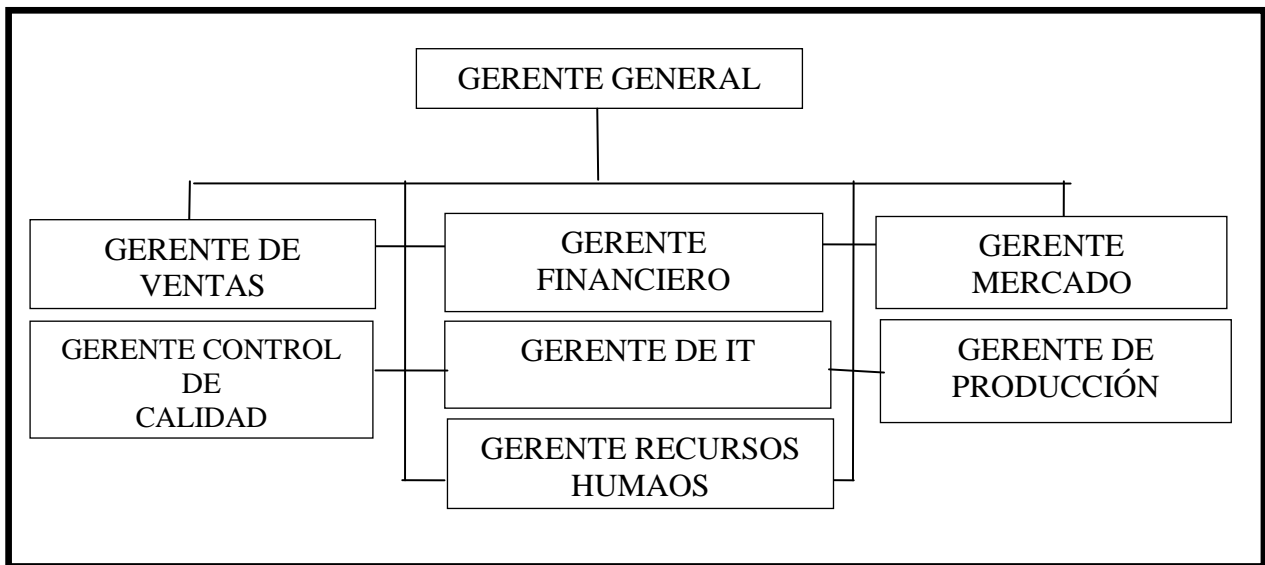 GERENTE GENERAL
GERENTE DE
VENTAS
GERENTE
FINANCIERO
GERENTE
MERCADO
GERENTE CONTROL
DE
CALIDAD
GERENTE DE IT
GERENTE DE
PRODUCCIÓN
GERENTE RECURSOS
HUMAOS